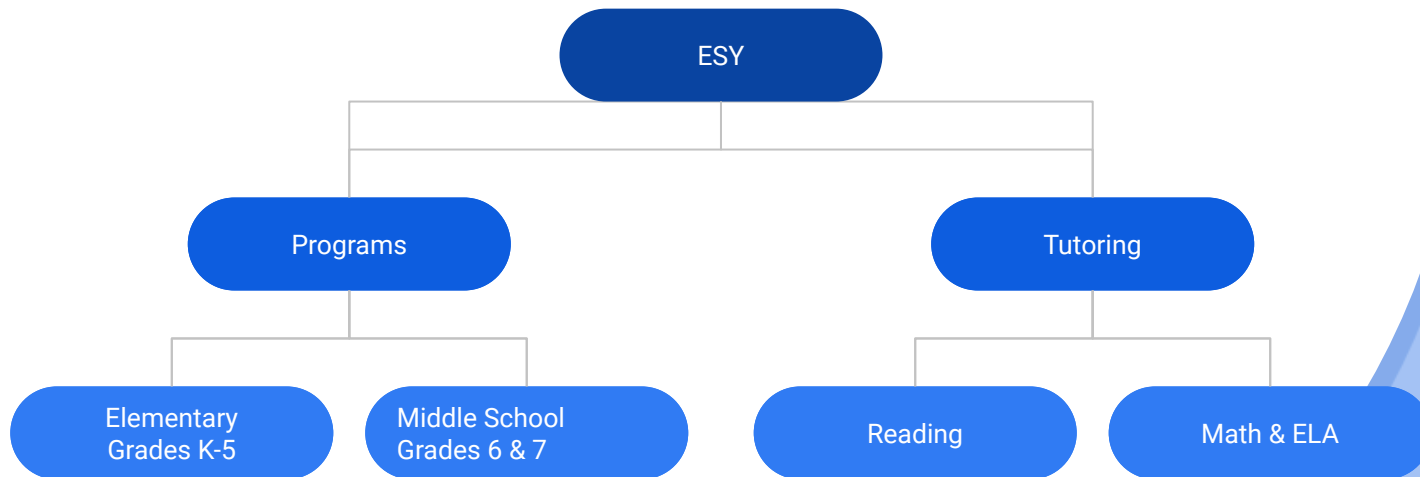 ESY
Programs
Tutoring
Elementary
Grades K-5
Middle School
Grades 6 & 7
Reading
Math & ELA